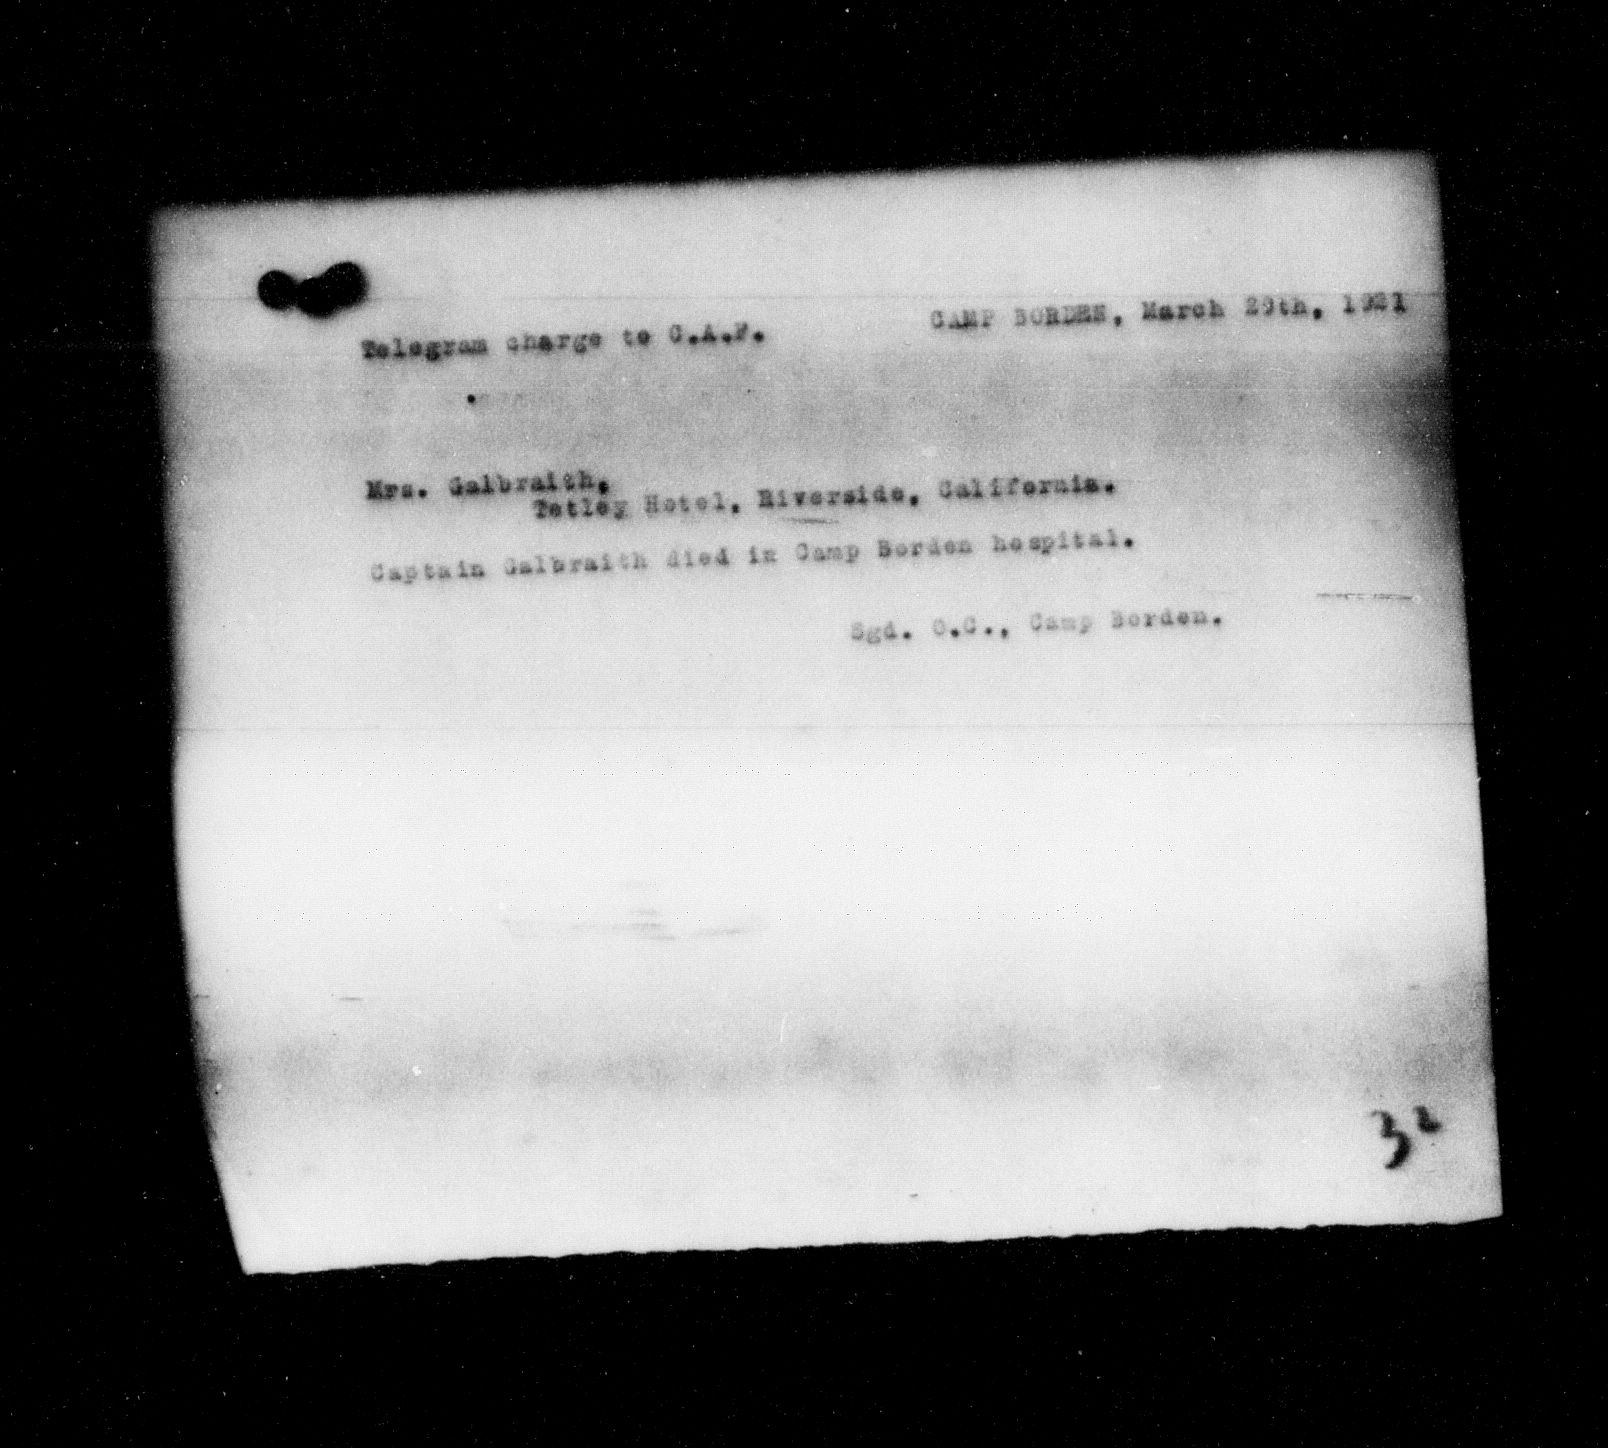 CAMP BORDEN, March 29th, 1921
Telegram charge to C.A.F.
Mrs. Galbraith,
Tetley Hotel, Riverside, California.
Captain Galbraith died in Camp Borden hospital.
Sgd. O.C., Camp Borden.
32